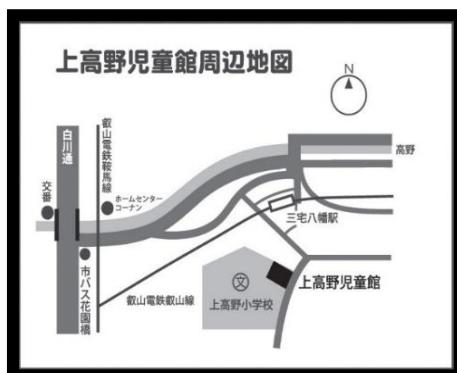 上高野児童館周辺地図
N
白川通
叡山電鉄鞍馬線
高野
交番
ホームセンター
コーナン
三宅八幡駅
市バス花園橋
叡山電鉄叡山線
文
上高野小学校
上高野児童館